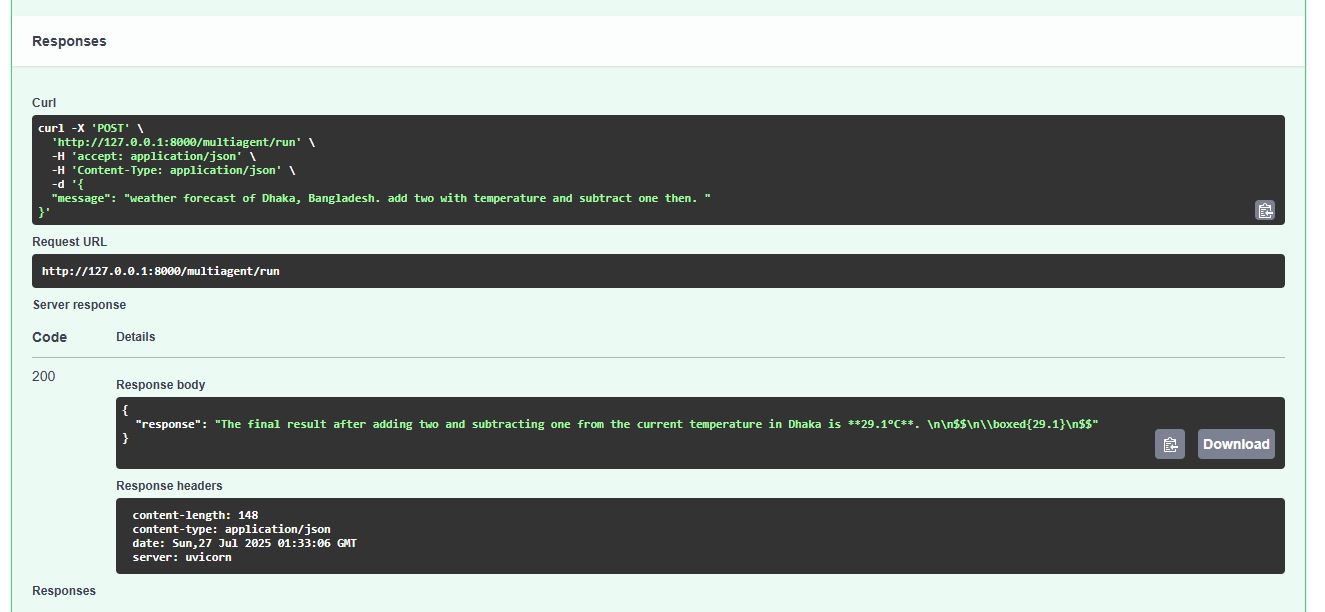 Responses
Curl
curl -X 'POST' \
  'http://127.0.0.1:8000/multiagent/run' \
  -H 'accept: application/json' \
  -H 'Content-Type: application/json' \
  -d '{
  "message": "weather forecast of Dhaka, Bangladesh. add two with temperature and subtract one then. "
}'
Request URL
http://127.0.0.1:8000/multiagent/run
Server response
Code Details
200
Response body
{
  "response": "The final result after adding two and subtracting one from the current temperature in Dhaka is **29.1°C**. \n\n$$\n\\boxed{29.1}\n$$"
}
Download
Response headers
content-length: 148
content-type: application/json
date: Sun,27 Jul 2025 01:33:06 GMT
server: uvicorn
Responses